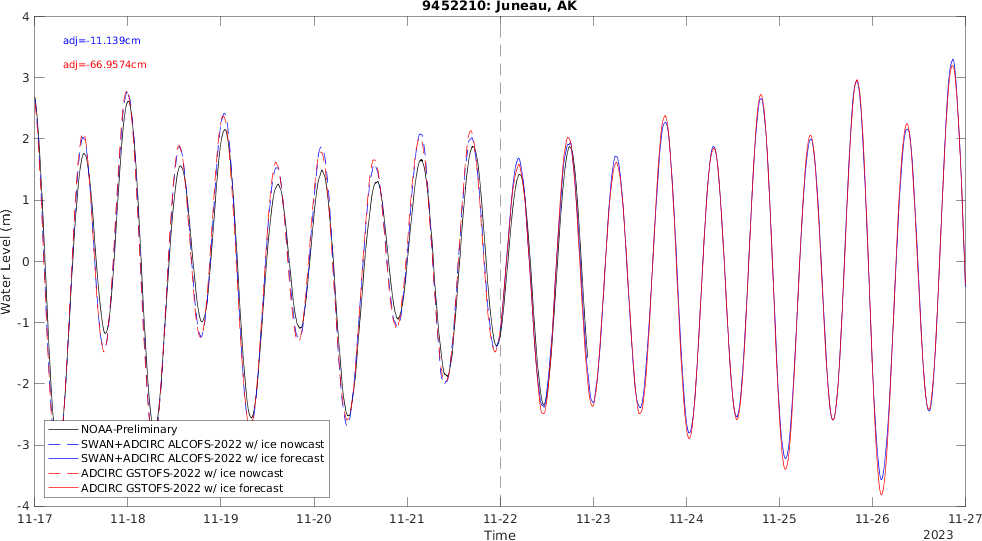 9452210: Juneau, AK
adj=-11.139cm
adj=-66.9574cm
Water Level (m)
4
3
2
1
0
-1
-2
-3
-4
NOAA-Preliminary
SWAN+ADCIRC ALCOFS-2022 w/ ice nowcast
SWAN+ADCIRC ALCOFS-2022 w/ ice forecast
ADCIRC GSTOFS-2022 w/ ice nowcast
ADCIRC GSTOFS-2022 w/ ice forecast
11-17 11-18 11-19 11-20 11-21 11-22 11-23 11-24 11-25 11-26 11-27
Time
2023